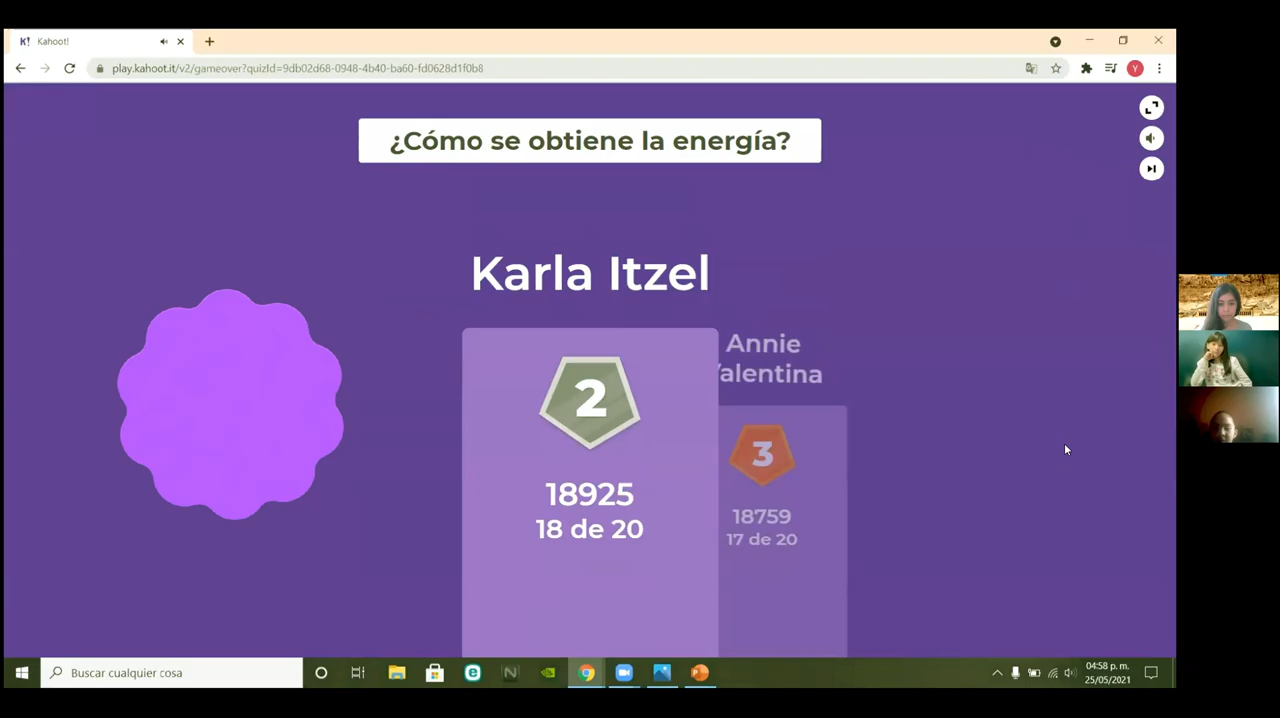 K! Kahoot!
play.kahoot.it/v2/gameover?quizId=9db02d68-0948-4b40-ba60-fd0628d1f0b8
Y
¿Cómo se obtiene la energía?
Karla Itzel
2
18925
18 de 20
Annie
Valentina
3
18759
17 de 20
Buscar cualquier cosa
04:58 p. m.
25/05/2021